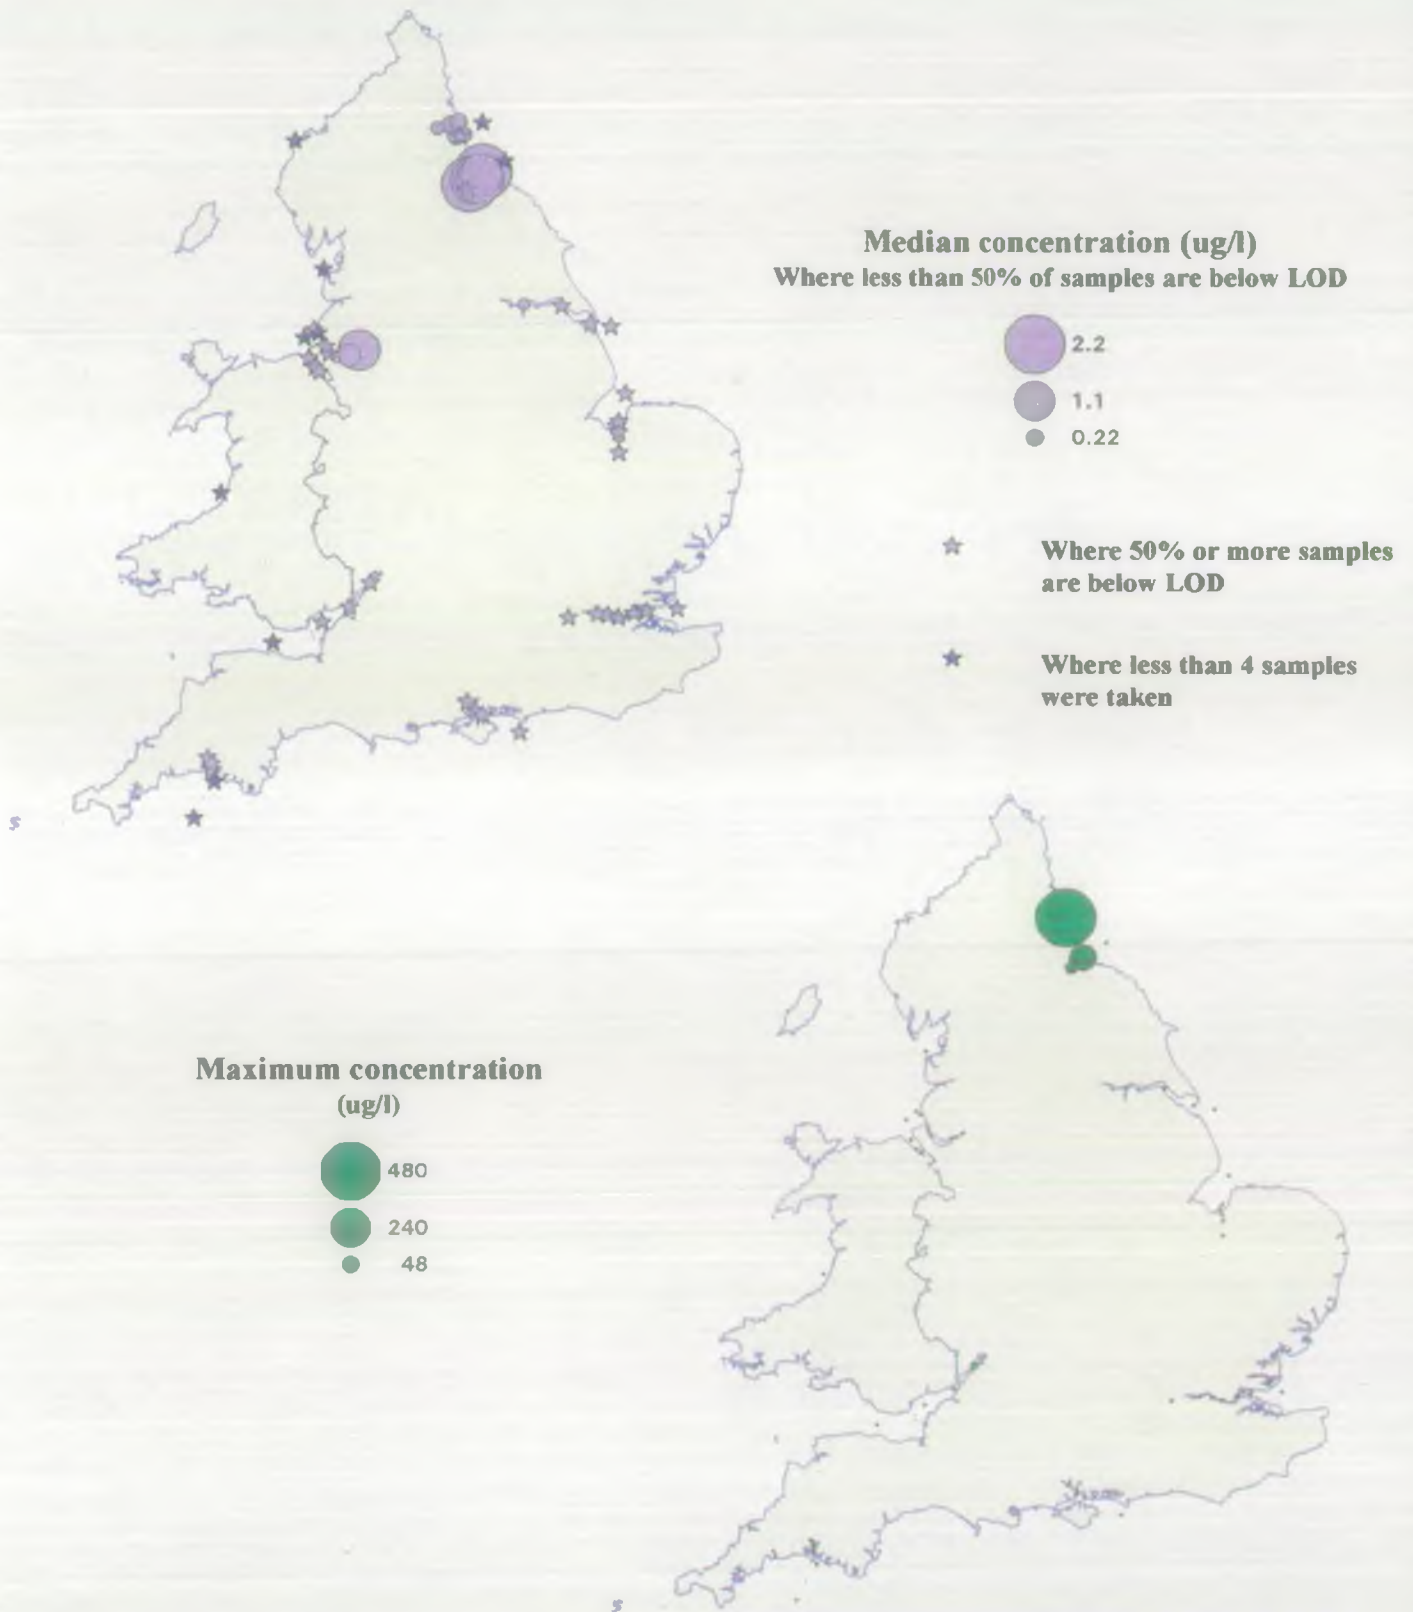 Median concentration (ug/l)
Where less than 50% of samples are below LOD
2.2
1.1
0.22
Where 50% or more samples
are below LOD
Where less than 4 samples
were taken
Maximum concentration
(ug/l)
480
240
48